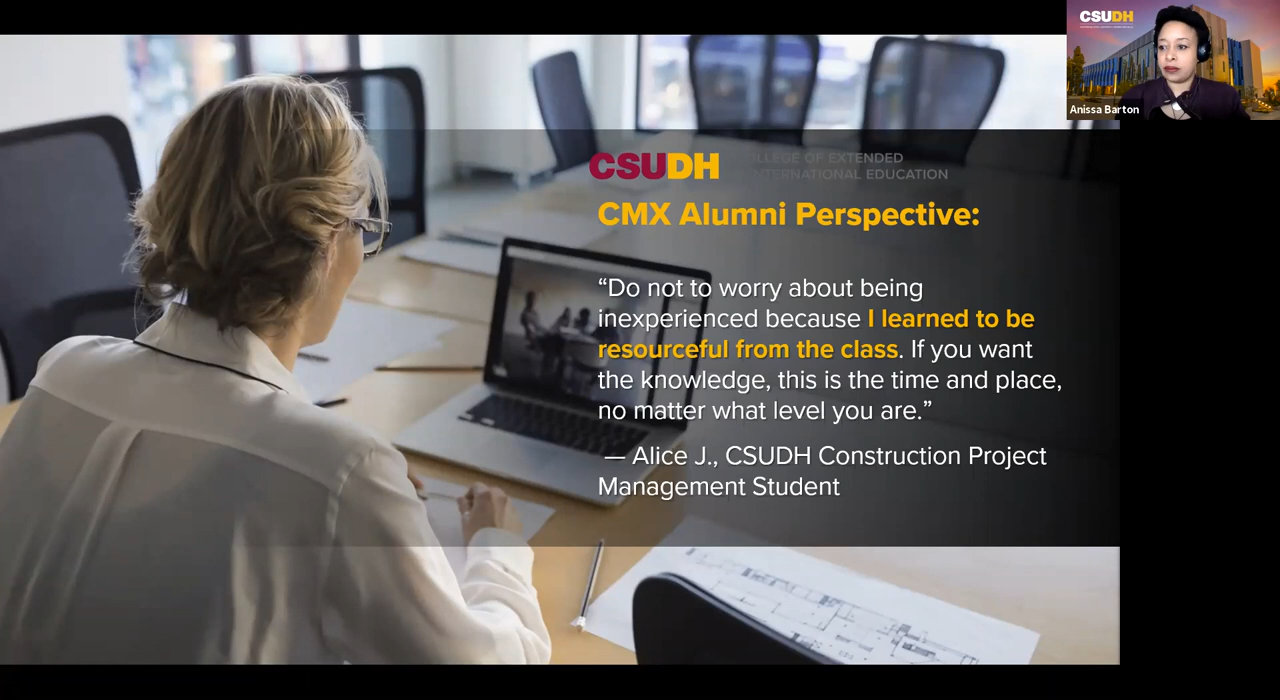 CSUDH
Anissa Barton
CSUDH
OF EXTENDED
EDUCATION
CMX Alumni Perspective:
“Do not to worry about being
inexperienced because I learned to be
resourceful from the class. If you want
the knowledge, this is the time and place,
no matter what level you are.”
— Alice J., CSUDH Construction Project
Management Student